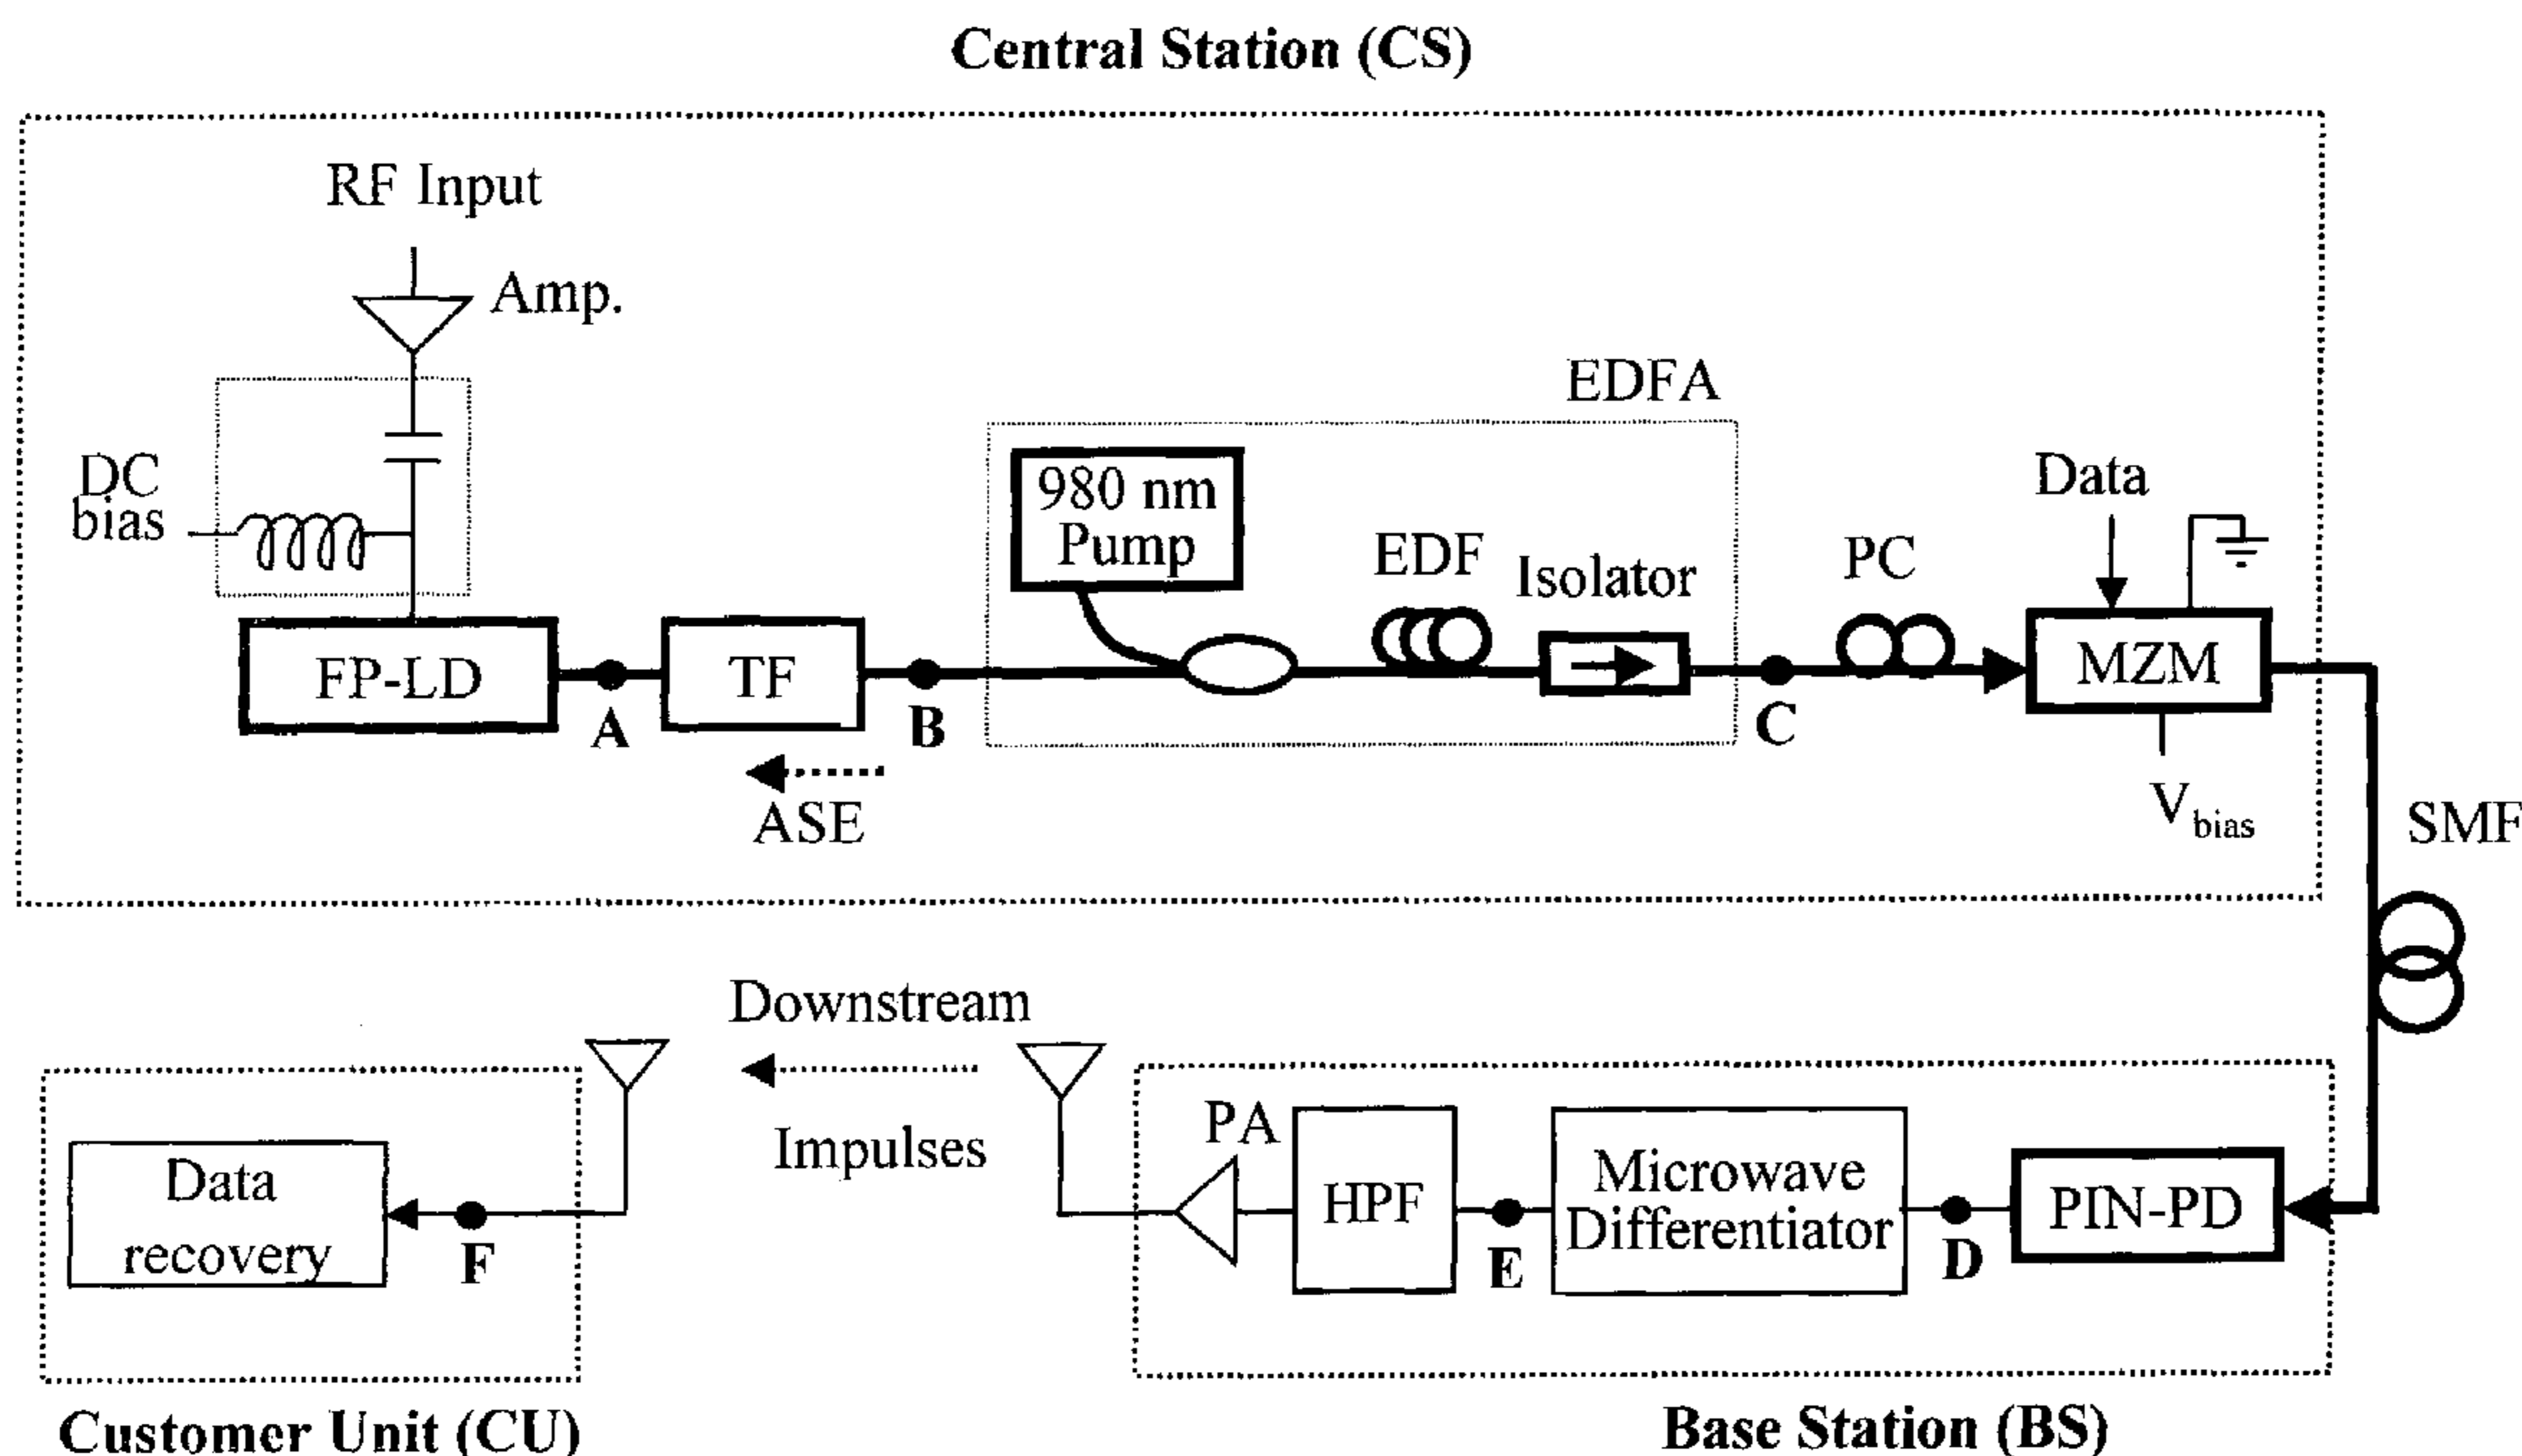 Central Station (CS)
RF Input
Amp.
DC
bias
EDFA
980 nm
Pump
EDF
Isolator
PC
Data
FP-LD
TF
MZM
A
B
C
ASE
V bias
SMF
Downstream
Impulses
PA
HPF
Microwave
Differentiator
PIN-PD
Data
recovery
F
E
D
Customer Unit (CU)
Base Station (BS)